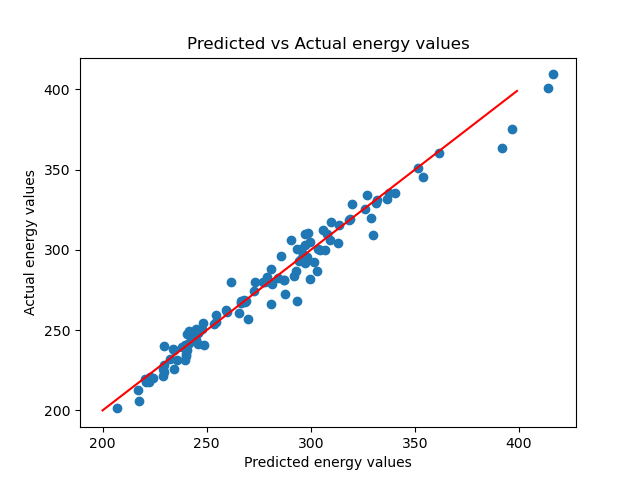 Predicted vs Actual energy values
Actual energy values
400
350
300
250
200
200 250 300 350 400
Predicted energy values